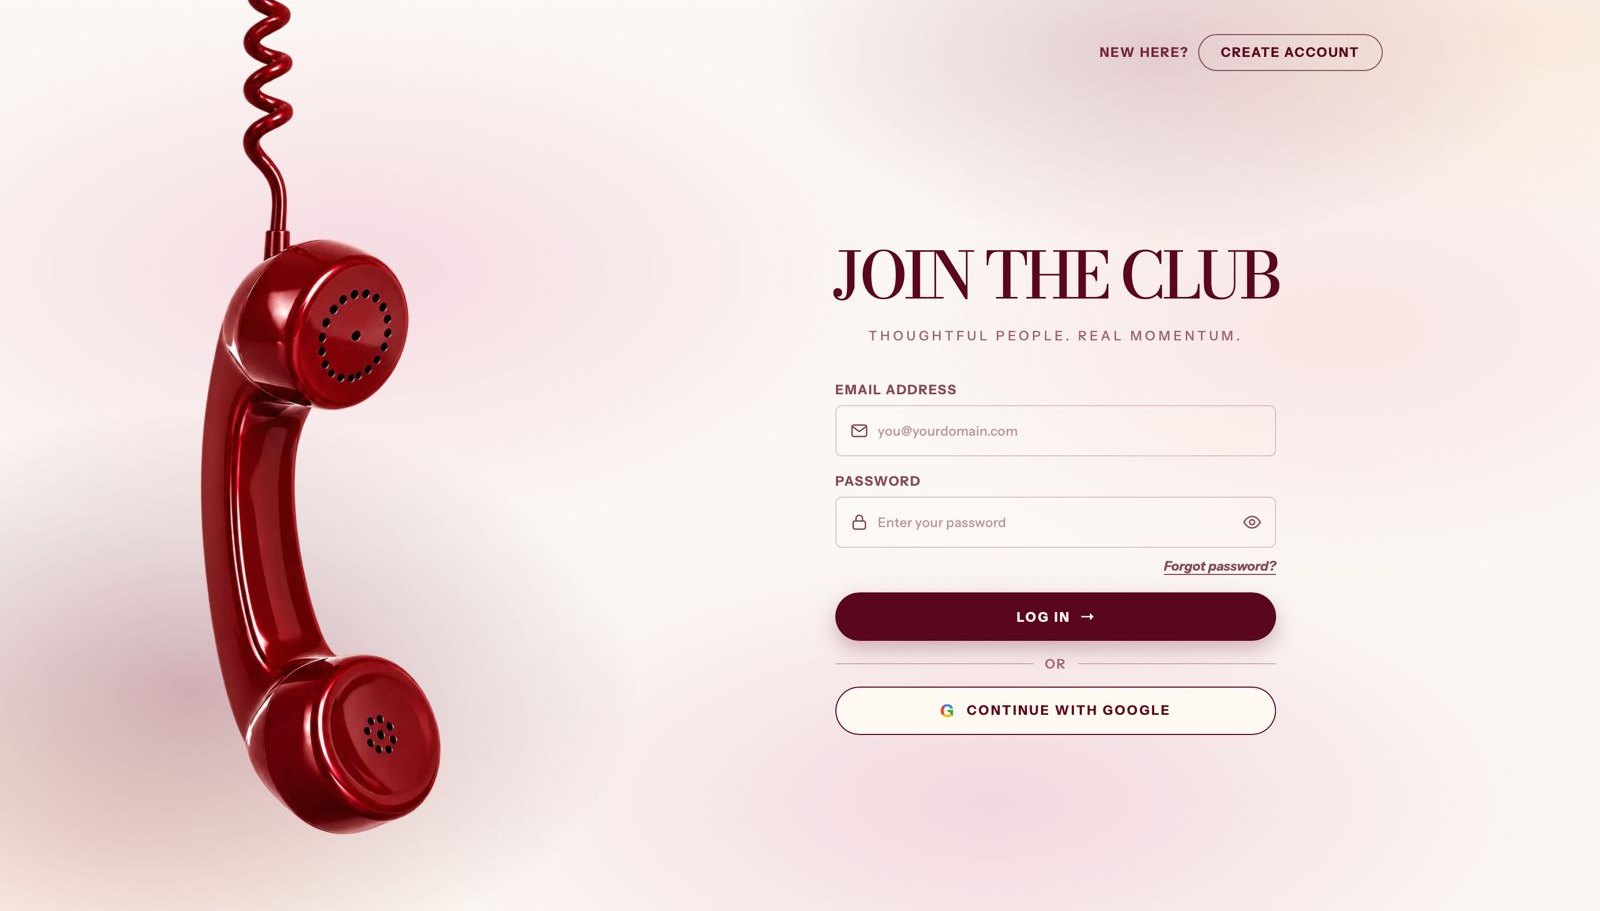 NEW HERE? CREATE ACCOUNT
JOIN THE CLUB
THOUGHTFUL PEOPLE. REAL MOMENTUM.
EMAIL ADDRESS
you@yourdomain.com
PASSWORD
Enter your password
Forgot password?
LOG IN →
OR
G CONTINUE WITH GOOGLE